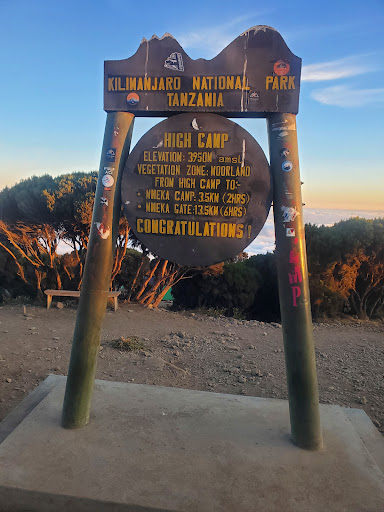 KILIMANJARO NATIONAL PARK
TANZANIA
HIGH CAMP
ELEVATION: 3950M amsl
VEGETATION ZONE: MOORLAND
FROM HIGH CAMP TO:-
MWEKA CAMP: 3.5KM (2HRS)
MWEKA GATE: 13.5KM (6HRS)
CONGRATULATIONS!